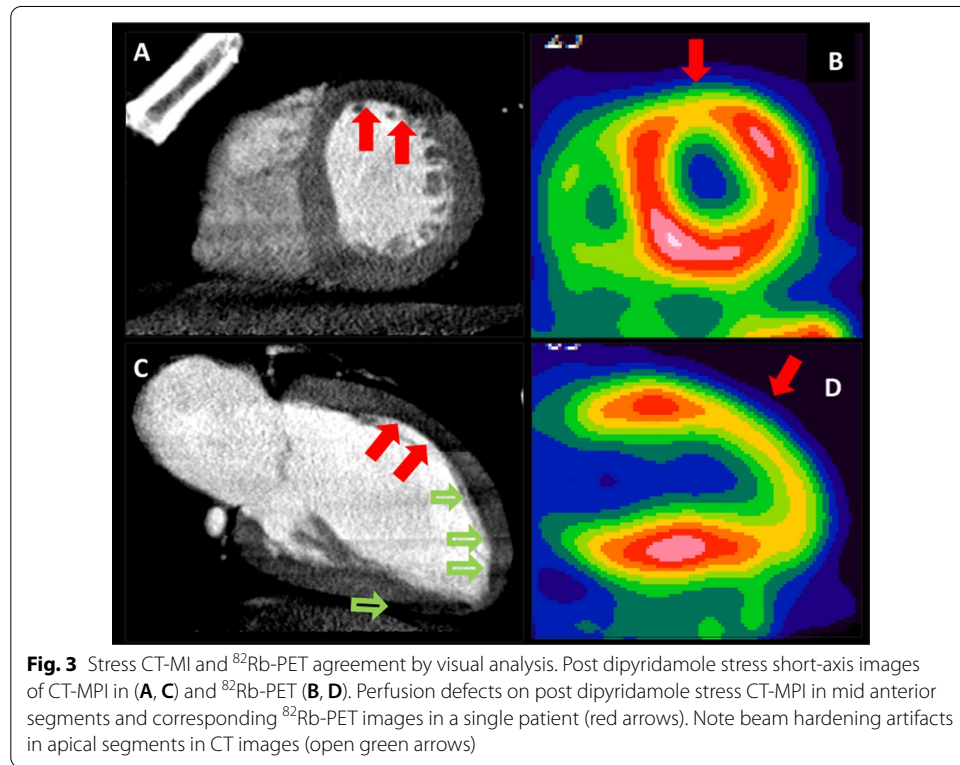 A
B
C
D
Fig. 3 Stress CT-MI and ⁸²Rb-PET agreement by visual analysis. Post dipyridamole stress short-axis images
of CT-MPI in (A, C) and ⁸²Rb-PET (B, D). Perfusion defects on post dipyridamole stress CT-MPI in mid anterior
segments and corresponding ⁸²Rb-PET images in a single patient (red arrows). Note beam hardening artifacts
in apical segments in CT images (open green arrows)